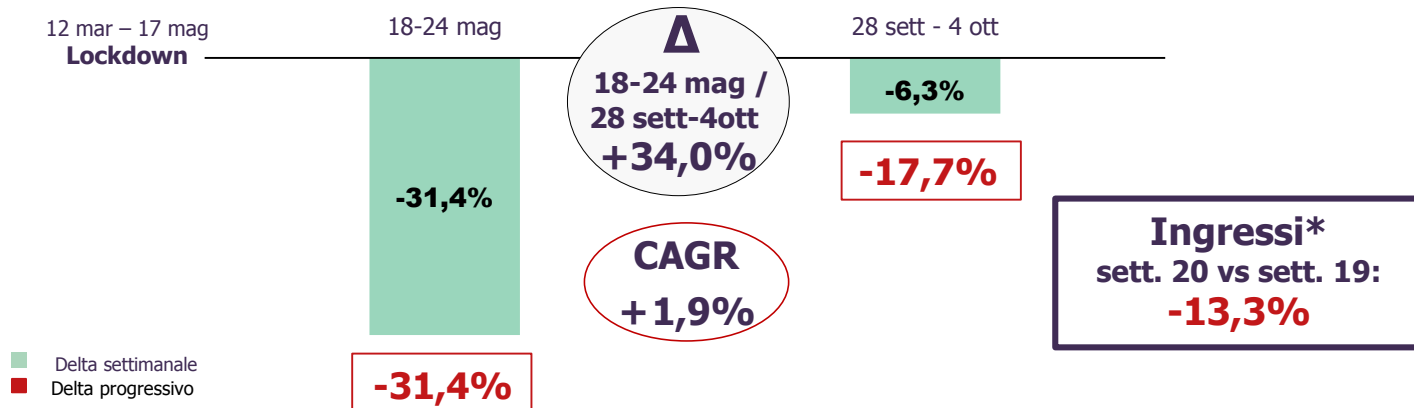 12 mar – 17 mag
Lockdown
18-24 mag
Δ
18-24 mag /
28 sett-4ott
+34,0%
28 sett - 4 ott
-6,3%
-17,7%
-31,4%
CAGR
+1,9%
Ingressi*
sett. 20 vs sett. 19:
-13,3%
Delta settimanale
Delta progressivo
-31,4%